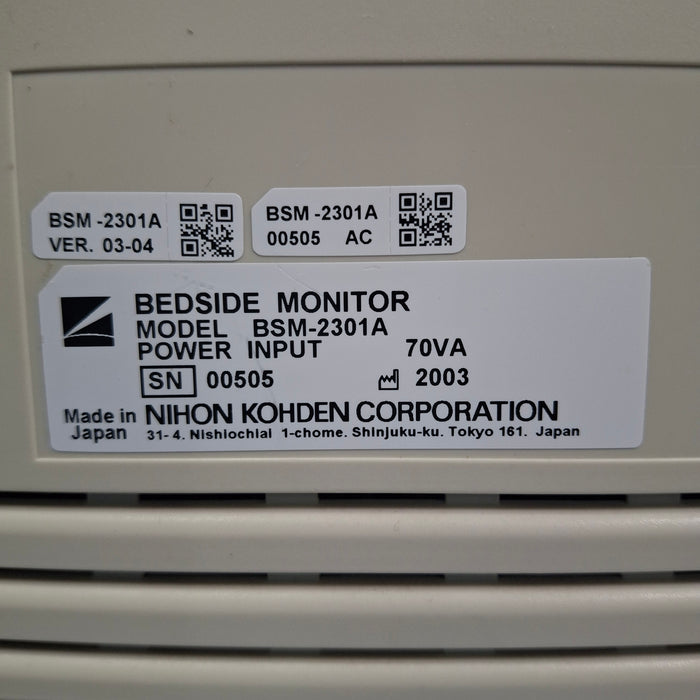 BSM -2301A
VER. 03-04
BSM -2301A
00505 AC
BEDSIDE MONITOR
MODEL BSM-2301A
POWER INPUT 70VA
SN 00505 2003
Made in Japan NIHON KOHDEN CORPORATION
31- 4. Nishlochial 1-chome. Shinjuku-ku. Tokyo 161. Japan